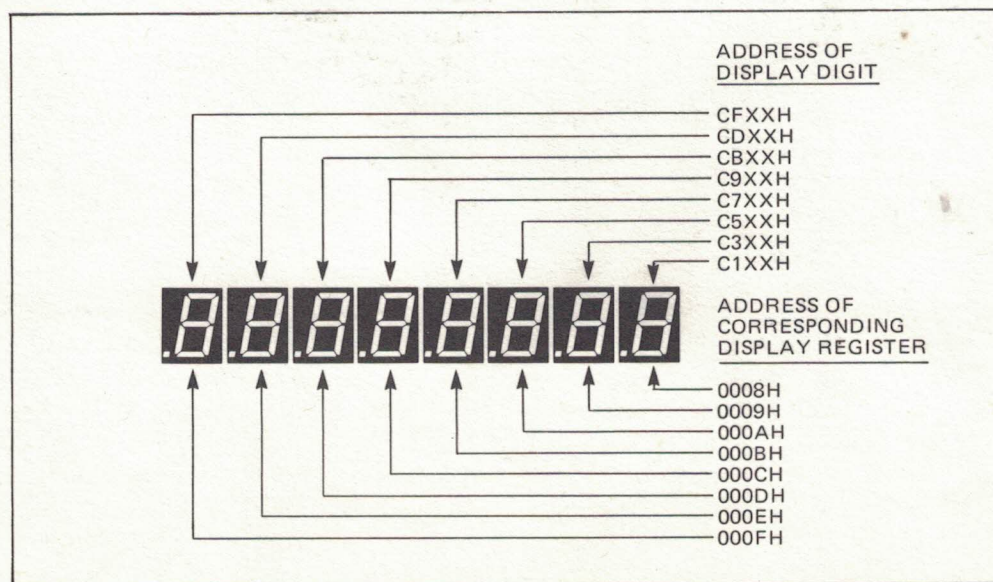 ADDRESS OF
DISPLAY DIGIT
CFXXH
CDXXH
CBXXH
C9XXH
C7XXH
C5XXH
C3XXH
C1XXH
ADDRESS OF
CORRESPONDING
DISPLAY REGISTER
0008H
0009H
000AH
000BH
000CH
000DH
000EH
000FH